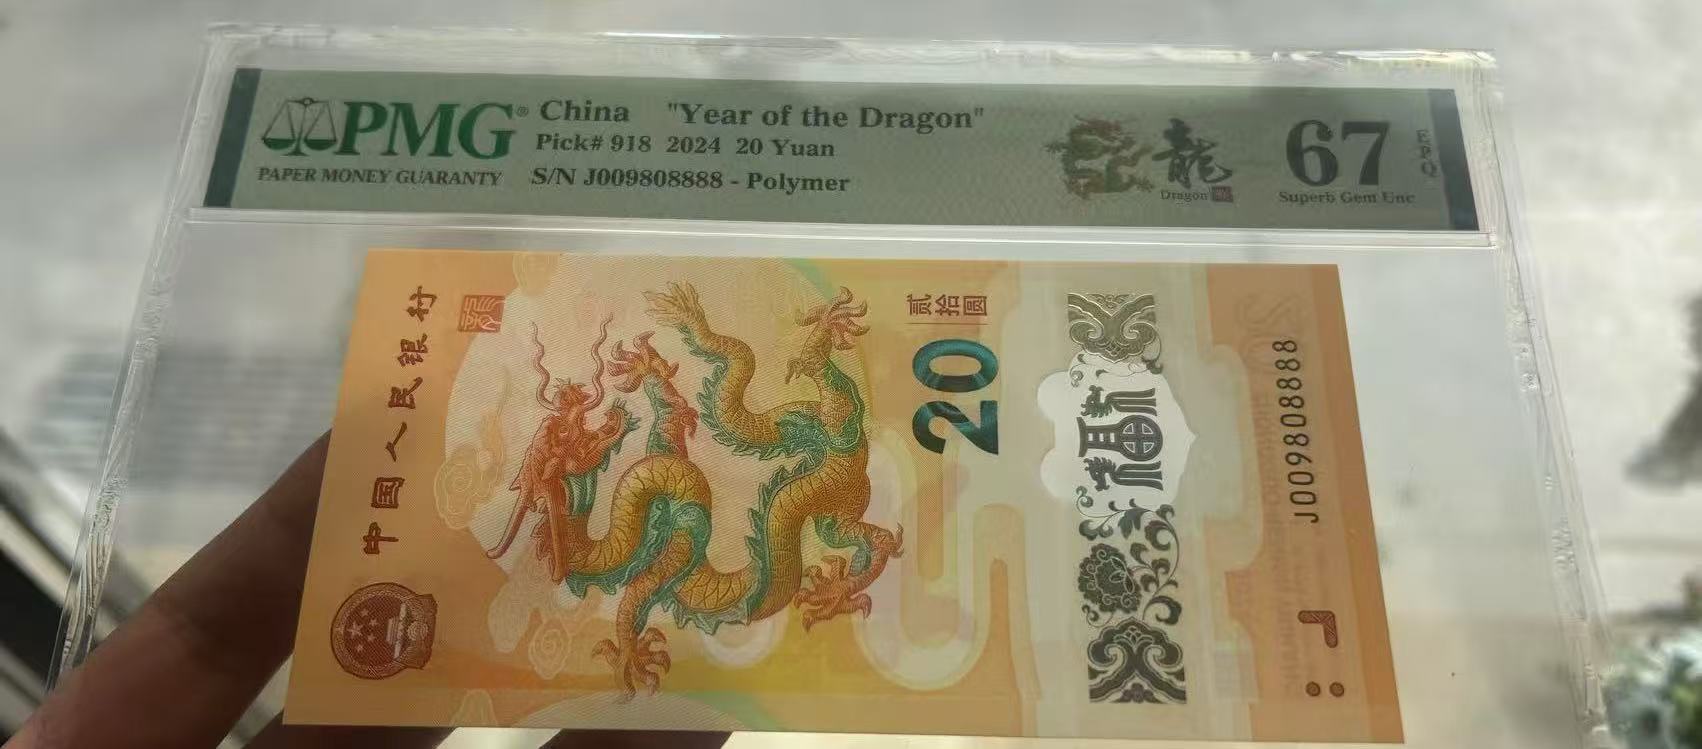 PMG®
PAPER MONEY GUARANTY
China "Year of the Dragon"
Pick# 918 2024 20 Yuan
S/N J009808888 - Polymer
龍
Dragon
67
EPQ
Superb Gem Unc
中国人民银行
贰拾圆
20
J009808888